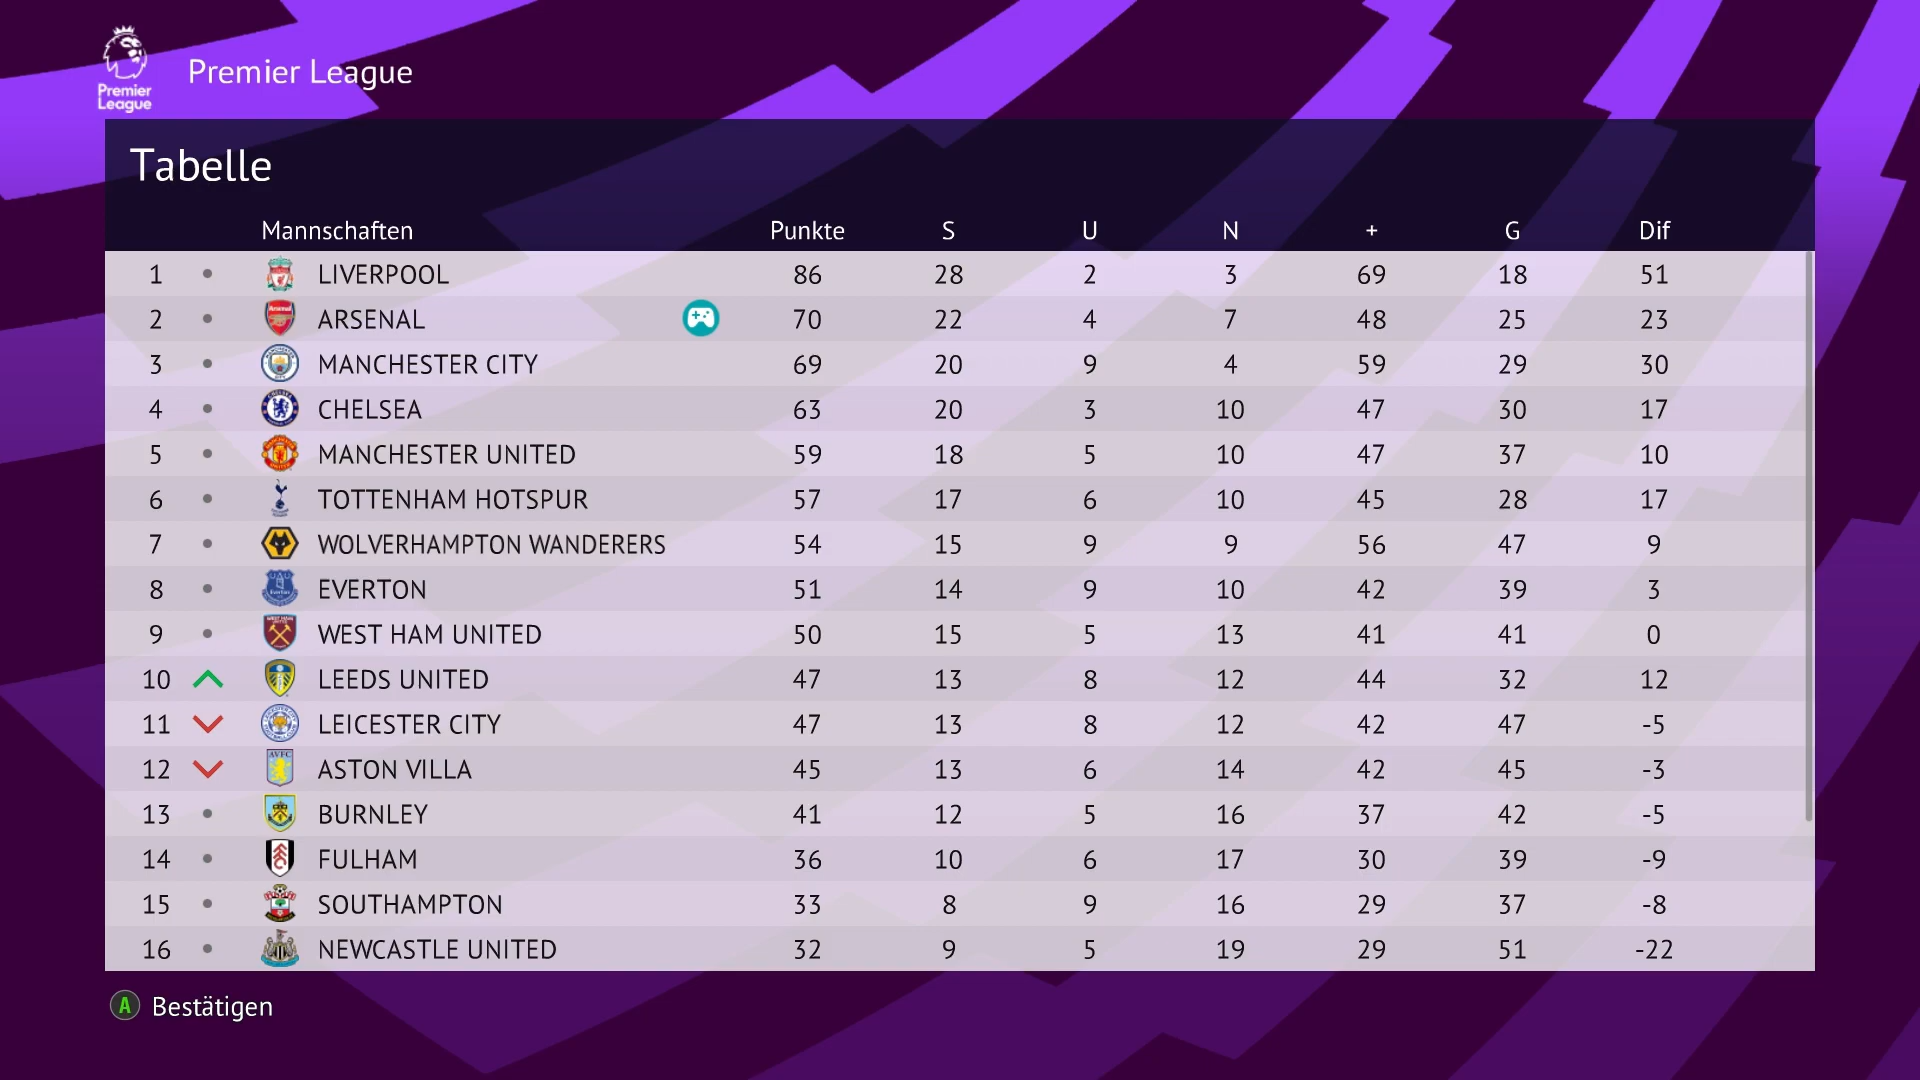 Premier League
Premier League
Tabelle
Mannschaften Punkte S U N + G Dif
1 LIVERPOOL 86 28 2 3 69 18 51
2 ARSENAL 70 22 4 7 48 25 23
3 MANCHESTER CITY 69 20 9 4 59 29 30
4 CHELSEA 63 20 3 10 47 30 17
5 MANCHESTER UNITED 59 18 5 10 47 37 10
6 TOTTENHAM HOTSPUR 57 17 6 10 45 28 17
7 WOLVERHAMPTON WANDERERS 54 15 9 9 56 47 9
8 EVERTON 51 14 9 10 42 39 3
9 WEST HAM UNITED 50 15 5 13 41 41 0
10 LEEDS UNITED 47 13 8 12 44 32 12
11 LEICESTER CITY 47 13 8 12 42 47 -5
12 ASTON VILLA 45 13 6 14 42 45 -3
13 BURNLEY 41 12 5 16 37 42 -5
14 FULHAM 36 10 6 17 30 39 -9
15 SOUTHAMPTON 33 8 9 16 29 37 -8
16 NEWCASTLE UNITED 32 9 5 19 29 51 -22
A Bestätigen